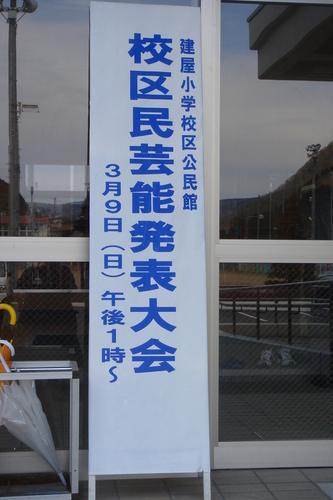 建屋小学校区公民館
校区民芸能発表大会
3月9日（日）午後1時～